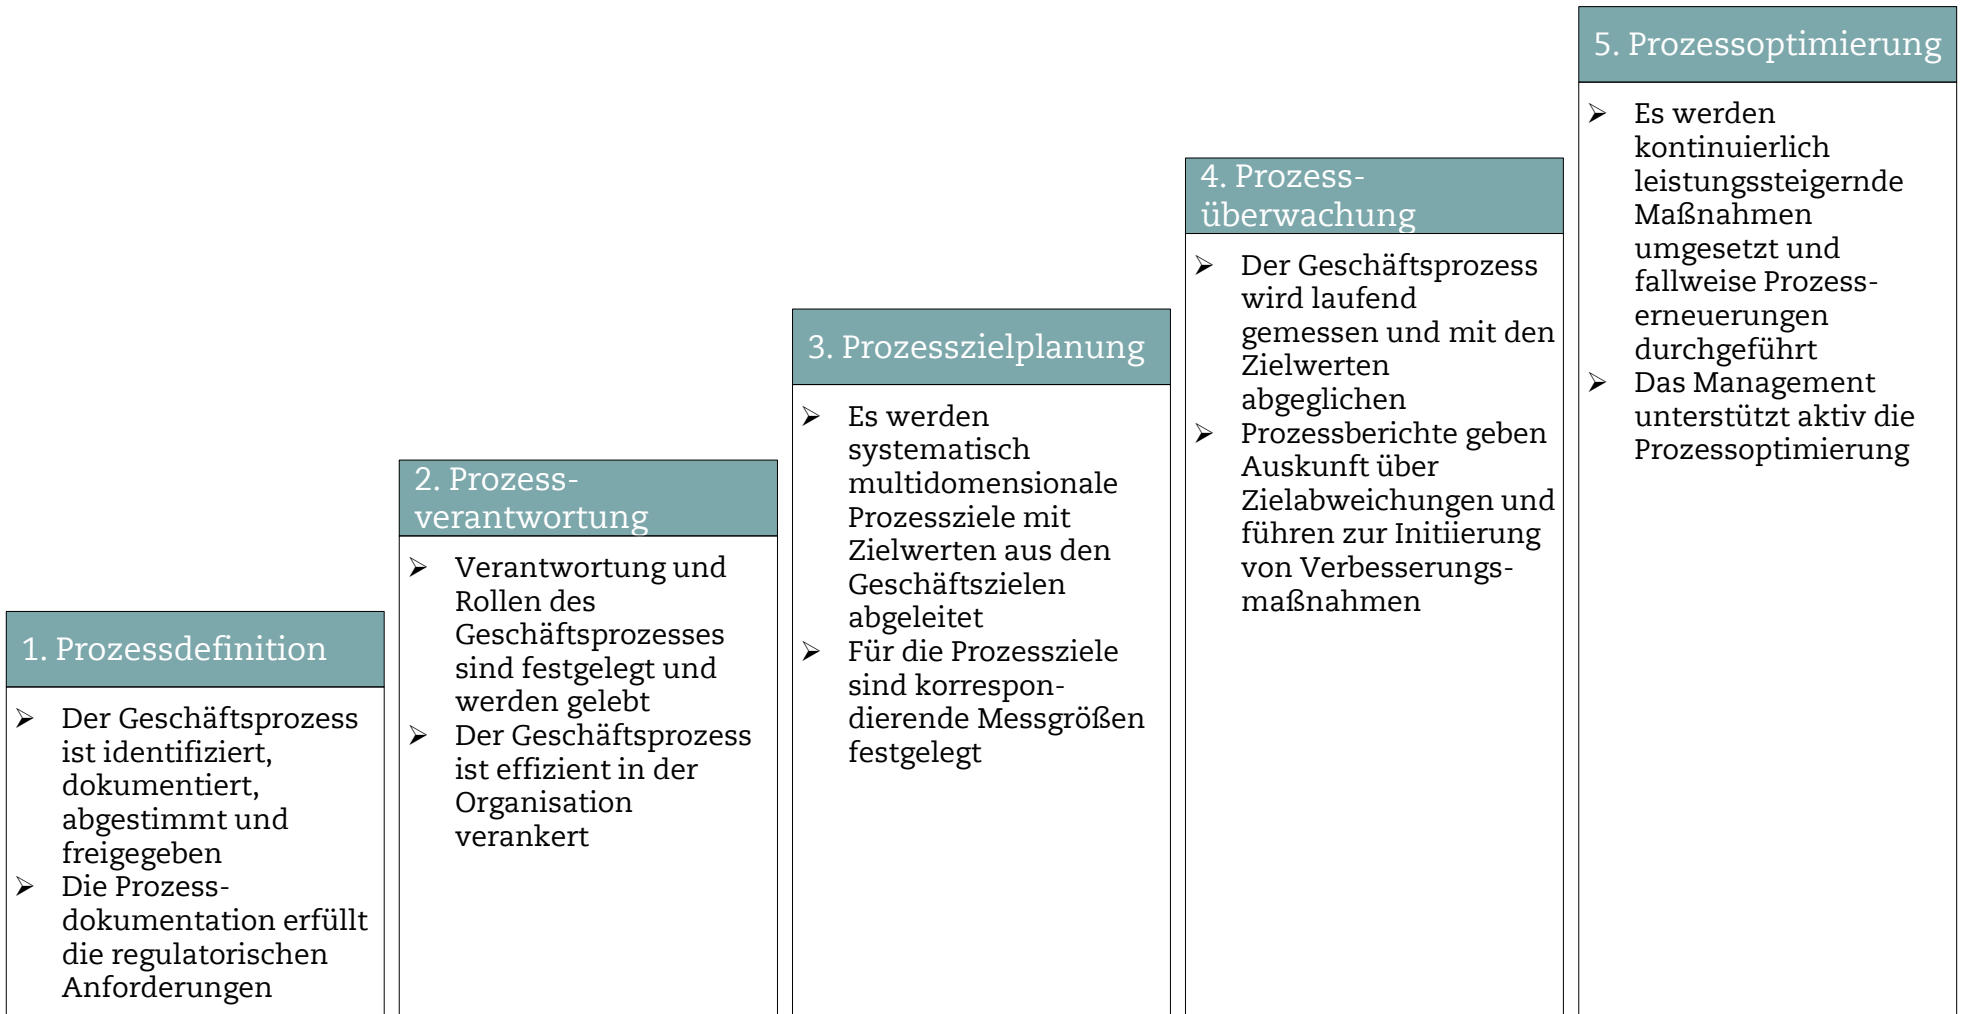 1. Prozessdefinition
➢ Der Geschäftsprozess
ist identifiziert,
dokumentiert,
abgestimmt und
freigegeben
➢ Die Prozess-
dokumentation erfüllt
die regulatorischen
Anforderungen
2. Prozess-
verantwortung
➢ Verantwortung und
Rollen des
Geschäftsprozesses
sind festgelegt und
werden gelebt
➢ Der Geschäftsprozess
ist effizient in der
Organisation
verankert
3. Prozesszielplanung
➢ Es werden
systematisch
multidomensionale
Prozessziele mit
Zielwerten aus den
Geschäftszielen
abgeleitet
➢ Für die Prozessziele
sind korrespon-
dierende Messgrößen
festgelegt
4. Prozess-
überwachung
➢ Der Geschäftsprozess
wird laufend
gemessen und mit den
Zielwerten
abgeglichen
➢ Prozessberichte geben
Auskunft über
Zielabweichungen und
führen zur Initiierung
von Verbesserungs-
maßnahmen
5. Prozessoptimierung
➢ Es werden
kontinuierlich
leistungssteigernde
Maßnahmen
umgesetzt und
fallweise Prozess-
erneuerungen
durchgeführt
➢ Das Management
unterstützt aktiv die
Prozessoptimierung